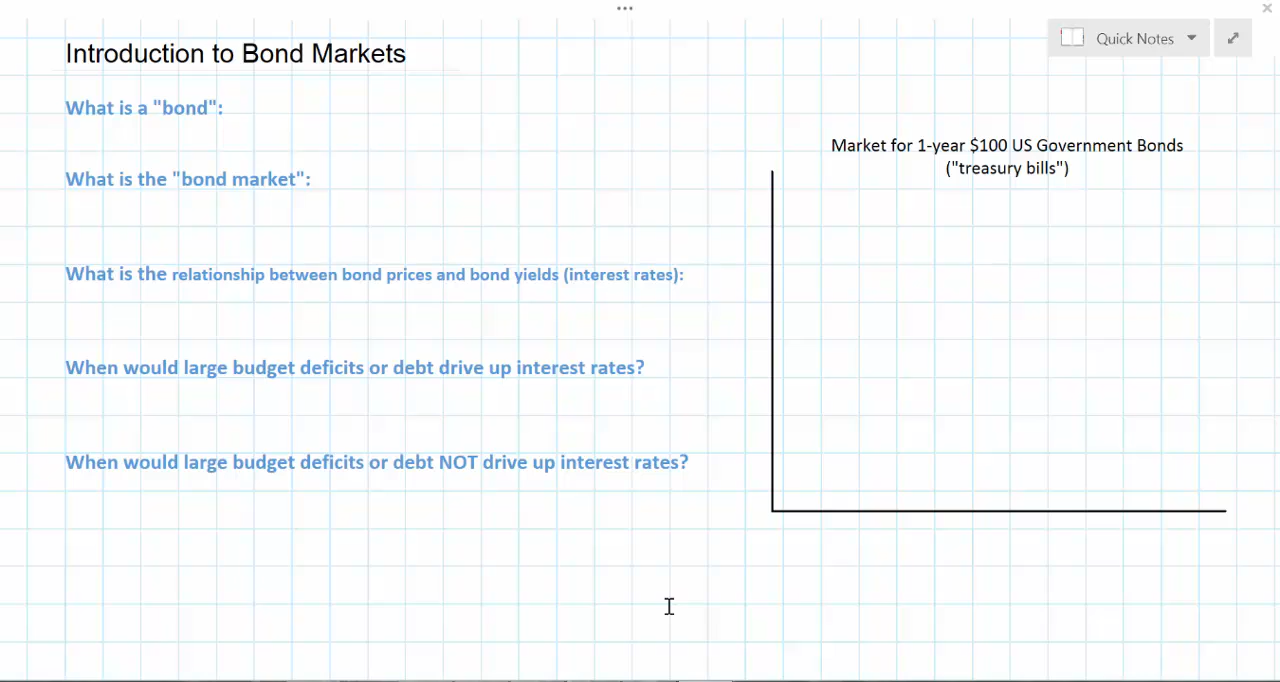 Quick Notes
Introduction to Bond Markets
What is a "bond":
What is the "bond market":
What is the relationship between bond prices and bond yields (interest rates):
When would large budget deficits or debt drive up interest rates?
When would large budget deficits or debt NOT drive up interest rates?
Market for 1-year $100 US Government Bonds
("treasury bills")